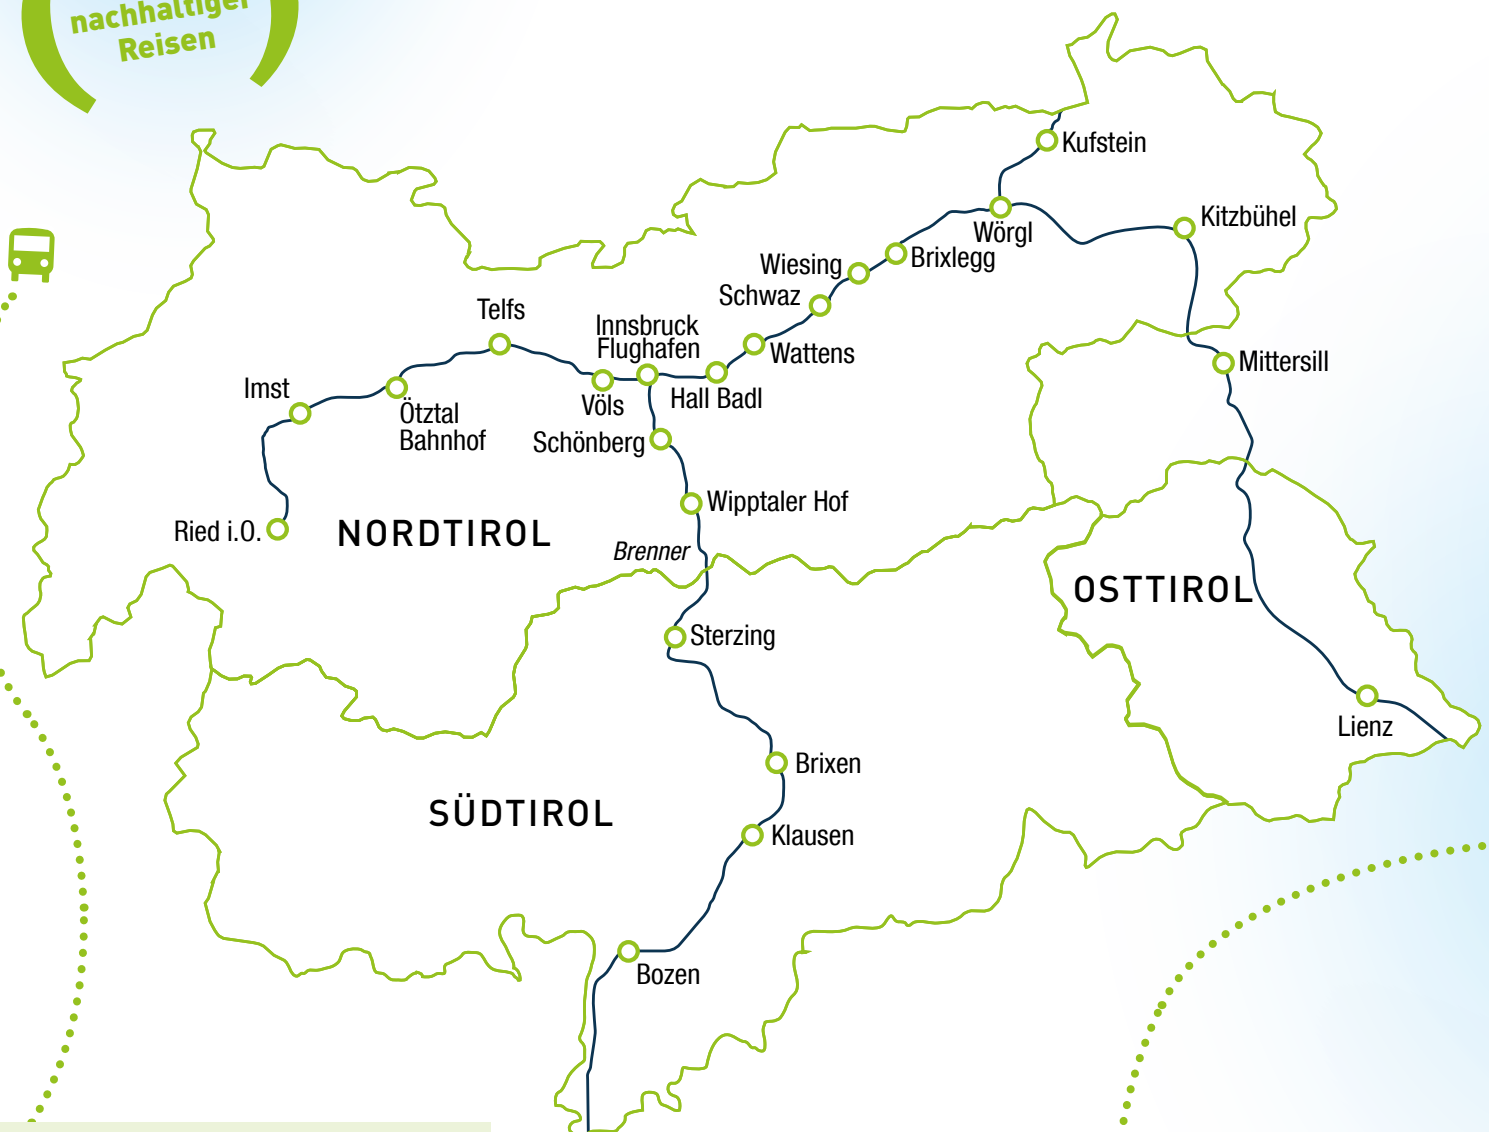 nachhaltiger
Reisen
Kufstein
Kitzbühel
Wörgl
Brixlegg
Wiesing
Schwaz
Telfs
Innsbruck
Flughafen
Wattens
Mittersill
Imst
Ötztal
Bahnhof
Völs
Hall Badl
Schönberg
Wipptaler Hof
Ried i.O.
NORDTIROL
Brenner
OSTTIROL
Sterzing
Lienz
Brixen
SÜDTIROL
Klausen
Bozen